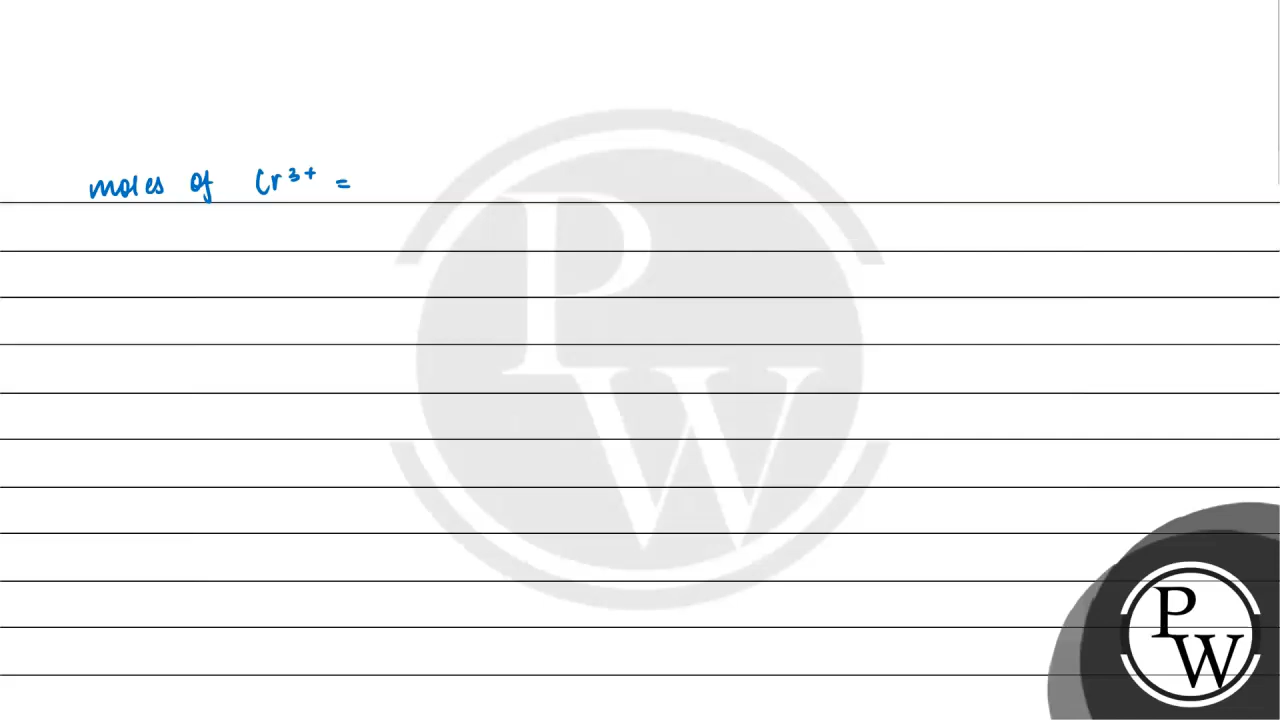 moles of Cr³⁺ =
P
W
P
W